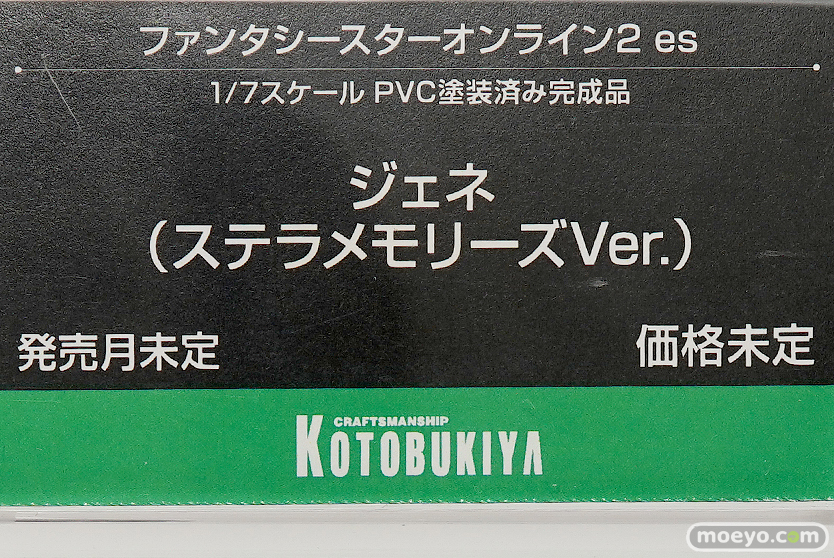 ファンタシースターオンライン2 es
1/7スケール PVC塗装済み完成品
ジェネ
（ステラメモリーズVer.）
発売月未定
価格未定
CRAFTSMANSHIP
KOTOBUKIYA
moeyo.com